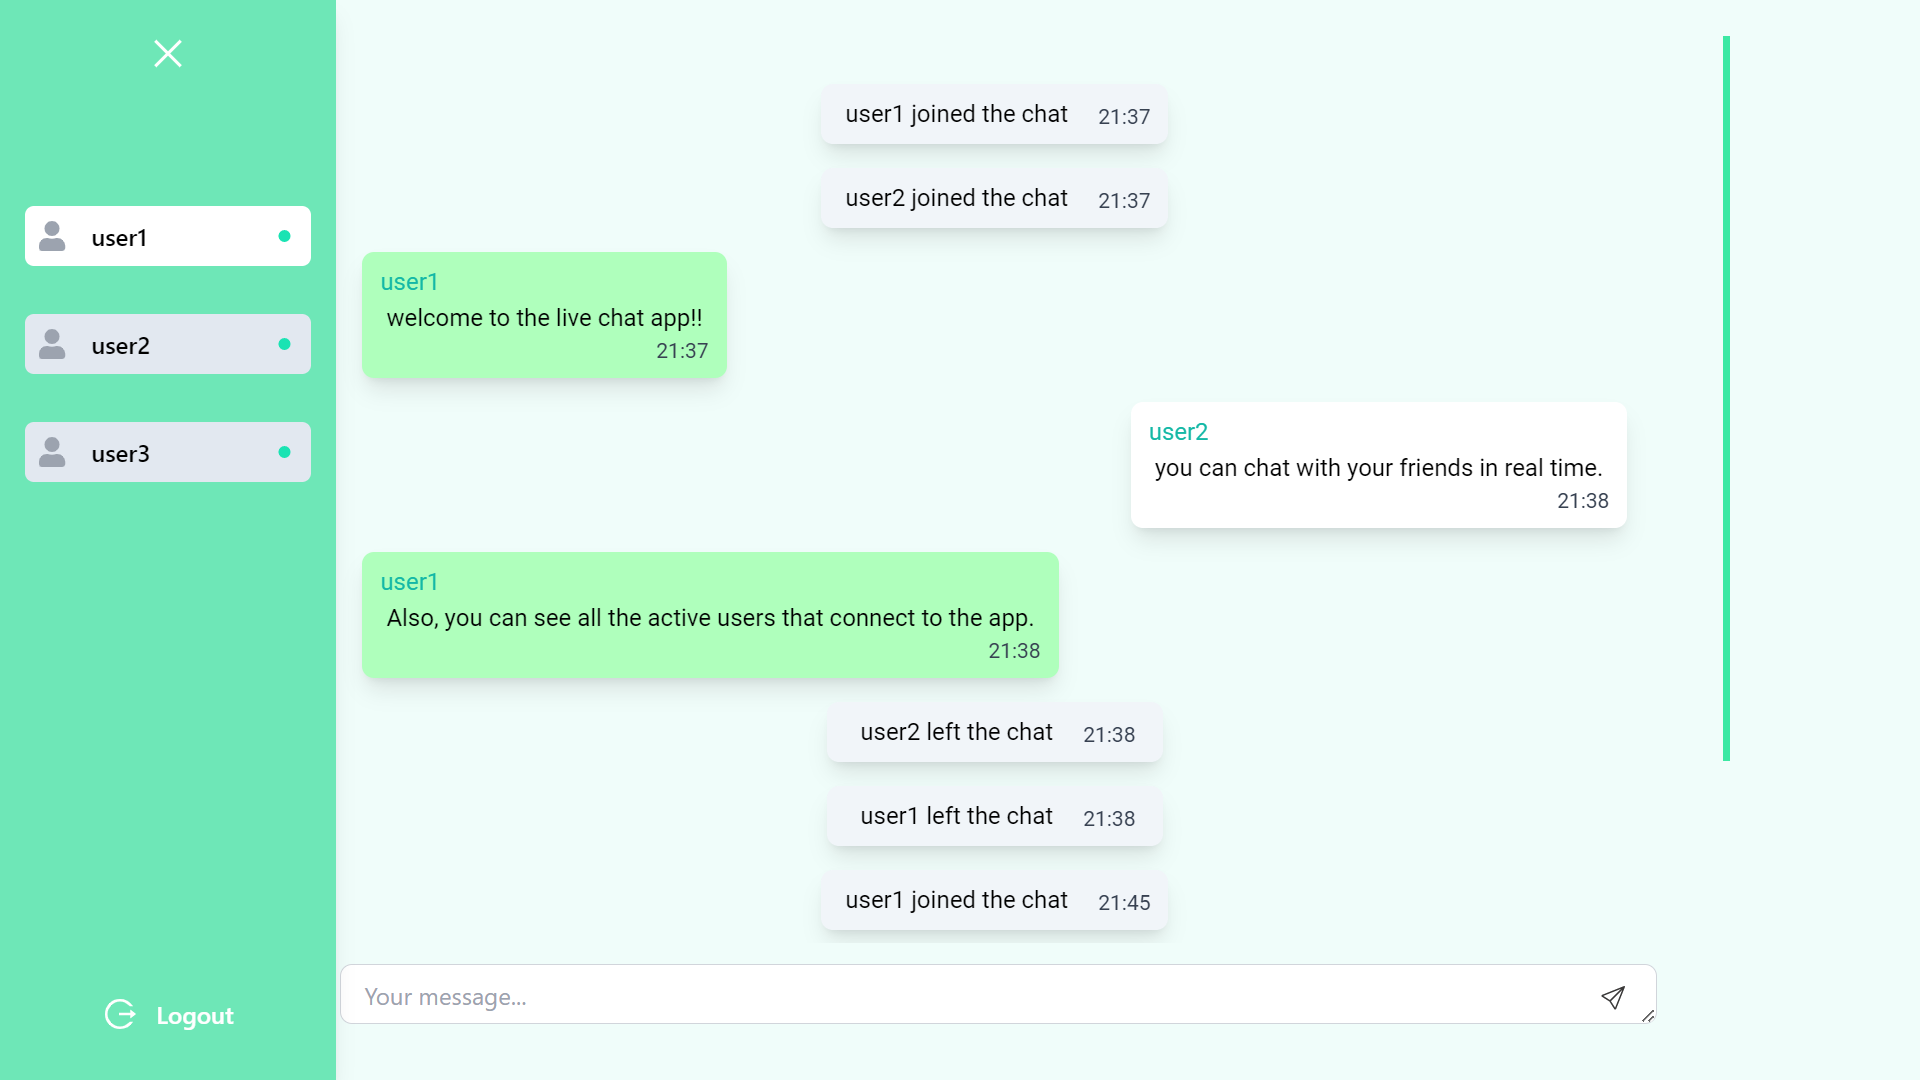 user1
user2
user3
Logout
user1 joined the chat 21:37
user2 joined the chat 21:37
user1
welcome to the live chat app!!
21:37
user2
you can chat with your friends in real time.
21:38
user1
Also, you can see all the active users that connect to the app.
21:38
user2 left the chat 21:38
user1 left the chat 21:38
user1 joined the chat 21:45
Your message...